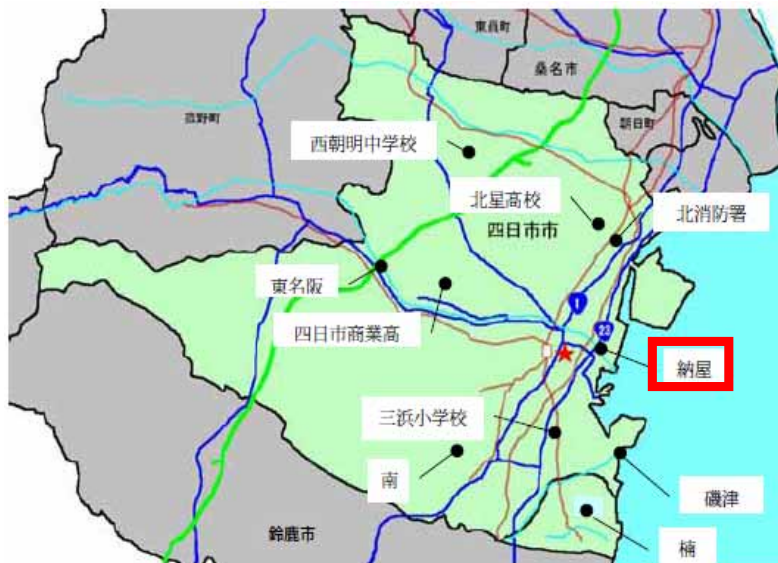 東員町
桑名市
朝日町
菰野町
西朝明中学校
北星高校
北消防署
四日市市
東名阪
四日市商業高
1
23
納屋
三浜小学校
南
磯津
鈴鹿市
楠